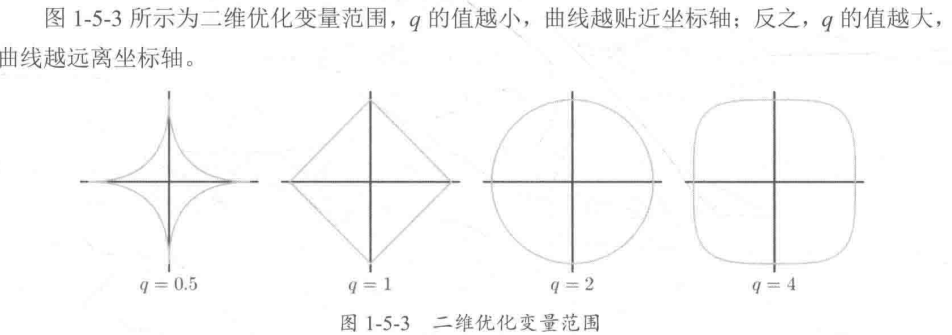 图 1-5-3 所示为二维优化变量范围，q 的值越小，曲线越贴近坐标轴；反之，q 的值越大，
曲线越远离坐标轴。
q = 0.5 q = 1 q = 2 q = 4
图 1-5-3 二维优化变量范围